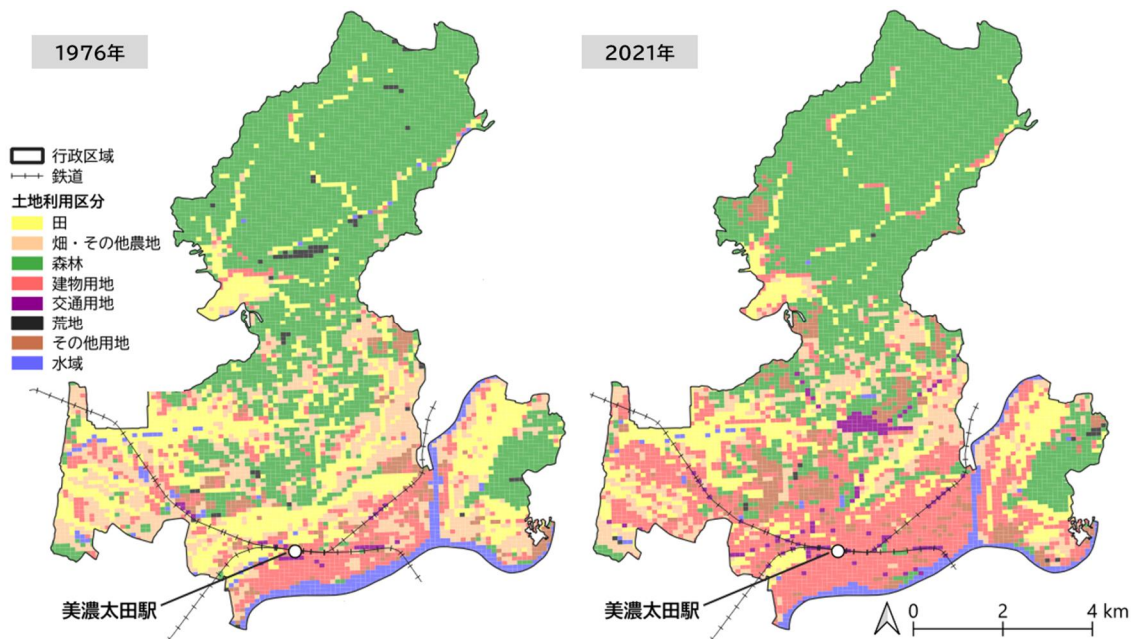 1976年
2021年
行政区域
鉄道
土地利用区分
田
畑・その他農地
森林
建物用地
交通用地
荒地
その他用地
水域
美濃太田駅
美濃太田駅
0 2 4 km